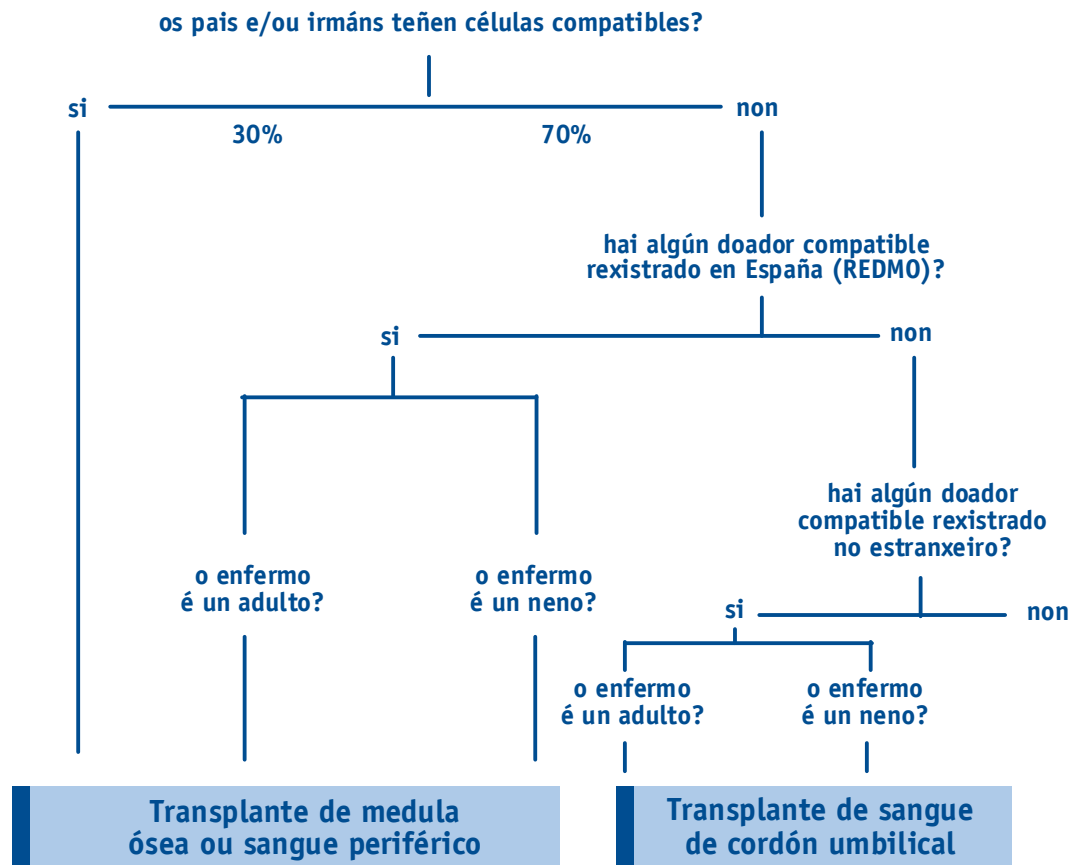 os pais e/ou irmáns teñen células compatibles?
si
non
30%
70%
hai algún doador compatible
rexistrado en España (REDMO)?
si
non
hai algún doador
compatible rexistrado
no estranxeiro?
o enfermo
é un adulto?
o enfermo
é un neno?
si
non
o enfermo
é un adulto?
o enfermo
é un neno?
Transplante de medula
ósea ou sangue periférico
Transplante de sangue
de cordón umbilical